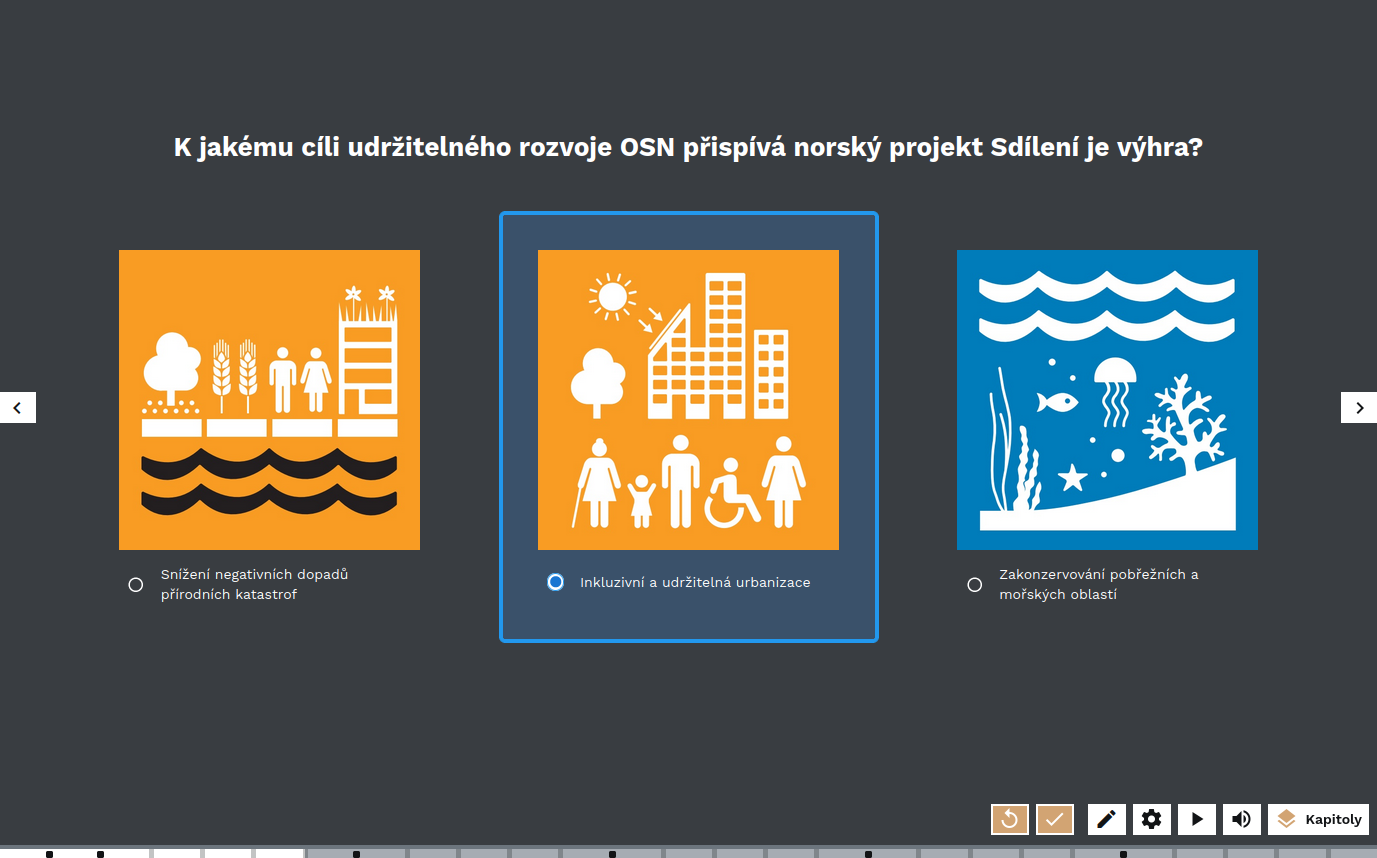 K jakému cíli udržitelného rozvoje OSN přispívá norský projekt Sdílení je výhra?
Snížení negativních dopadů
přírodních katastrof
Inkluzivní a udržitelná urbanizace
Zakonzervování pobřežních a
mořských oblastí
Kapitoly